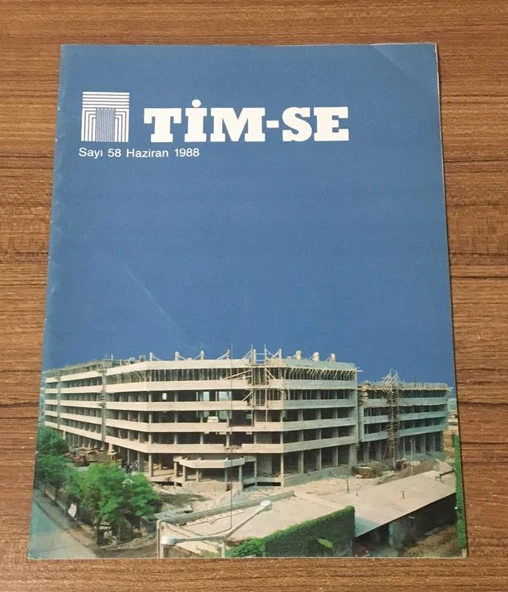 TİM-SE
Sayı 58 Haziran 1988